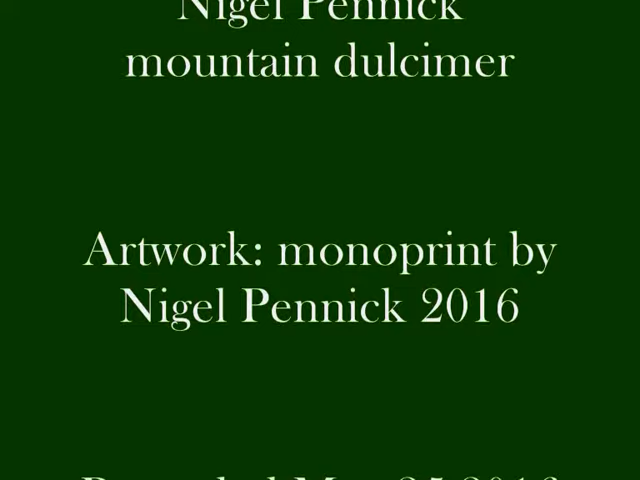 Nigel Pennick
mountain dulcimer
Artwork: monoprint by
Nigel Pennick 2016